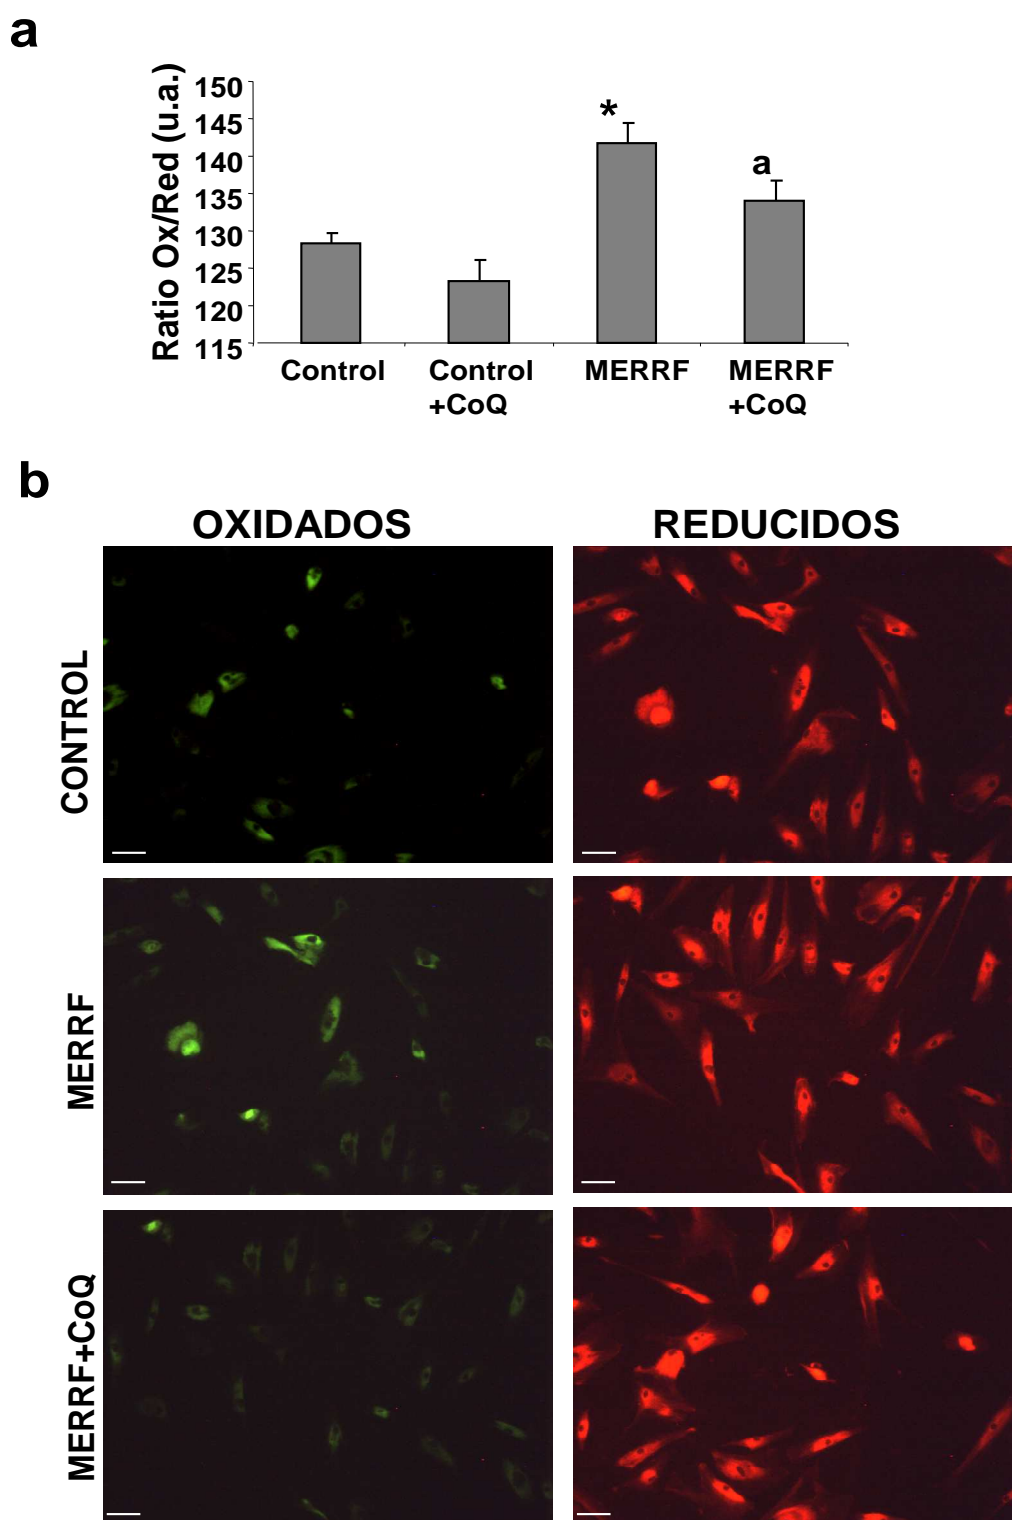 a
Ratio Ox/Red (u.a.)
150
145
140
135
130
125
120
115
*
a
Control
Control
+CoQ
MERRF
MERRF
+CoQ
b
OXIDADOS
REDUCIDOS
CONTROL
MERRF
MERRF+CoQ